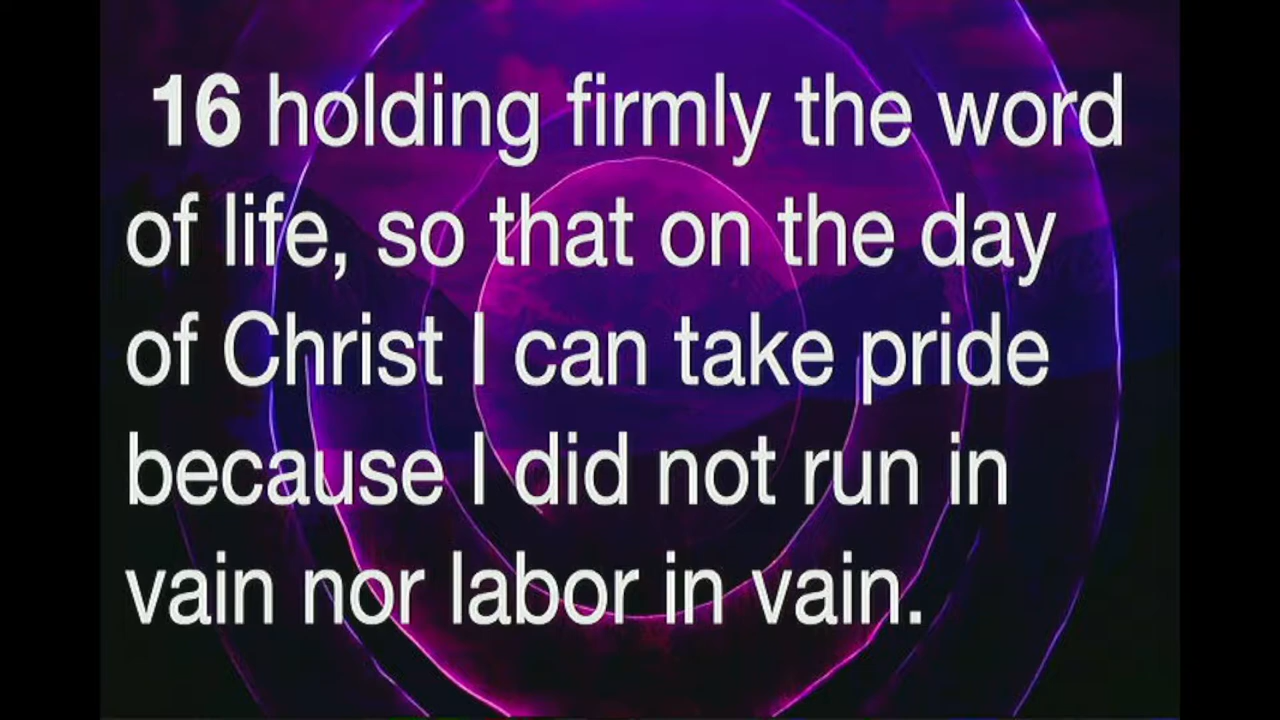 16 holding firmly the word
of life, so that on the day
of Christ I can take pride
because I did not run in
vain nor labor in vain.